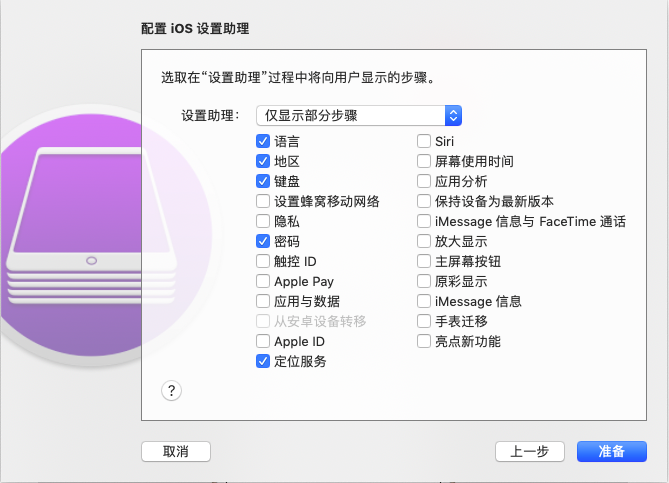 配置 iOS 设置助理
选取在“设置助理”过程中将向用户显示的步骤。
设置助理： 仅显示部分步骤
语言
地区
键盘
设置蜂窝移动网络
隐私
密码
触控 ID
Apple Pay
应用与数据
从安卓设备转移
Apple ID
定位服务
Siri
屏幕使用时间
应用分析
保持设备为最新版本
iMessage 信息与 FaceTime 通话
放大显示
主屏幕按钮
原彩显示
iMessage 信息
手表迁移
亮点新功能
?
取消 上一步 准备